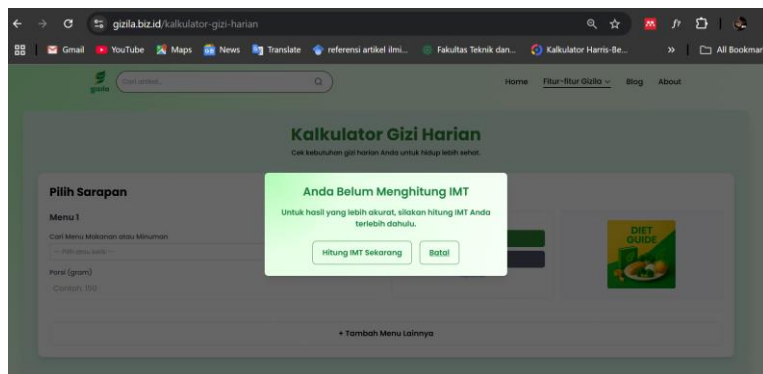 gizila.biz.id/kalkulator-gizi-harian
Gmail YouTube Maps News Translate referensi artikel ilmi... Fakultas Teknik dan... Kalkulator Harris-Be... » All Bookmar
gizila Cari artikel... Home Fitur-fitur Gizila Blog About
Kalkulator Gizi Harian
Cek kebutuhan gizi harian Anda untuk hidup lebih sehat.
Pilih Sarapan
Menu 1
Cari Menu Makanan atau Minuman
-- Pilih atau ketik --
Porsi (gram)
Contoh: 150
Anda Belum Menghitung IMT
Untuk hasil yang lebih akurat, silakan hitung IMT Anda
terlebih dahulu.
Hitung IMT Sekarang Batal
DIET
GUIDE
+ Tambah Menu Lainnya